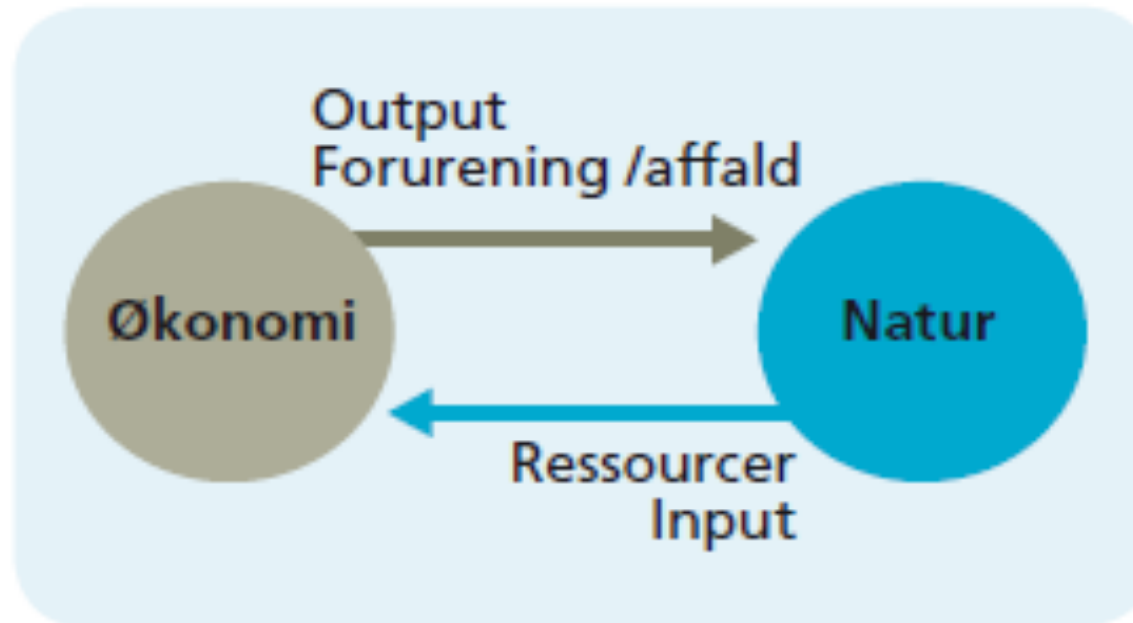 Output
Forurening /affald
Økonomi
Natur
Ressourcer
Input